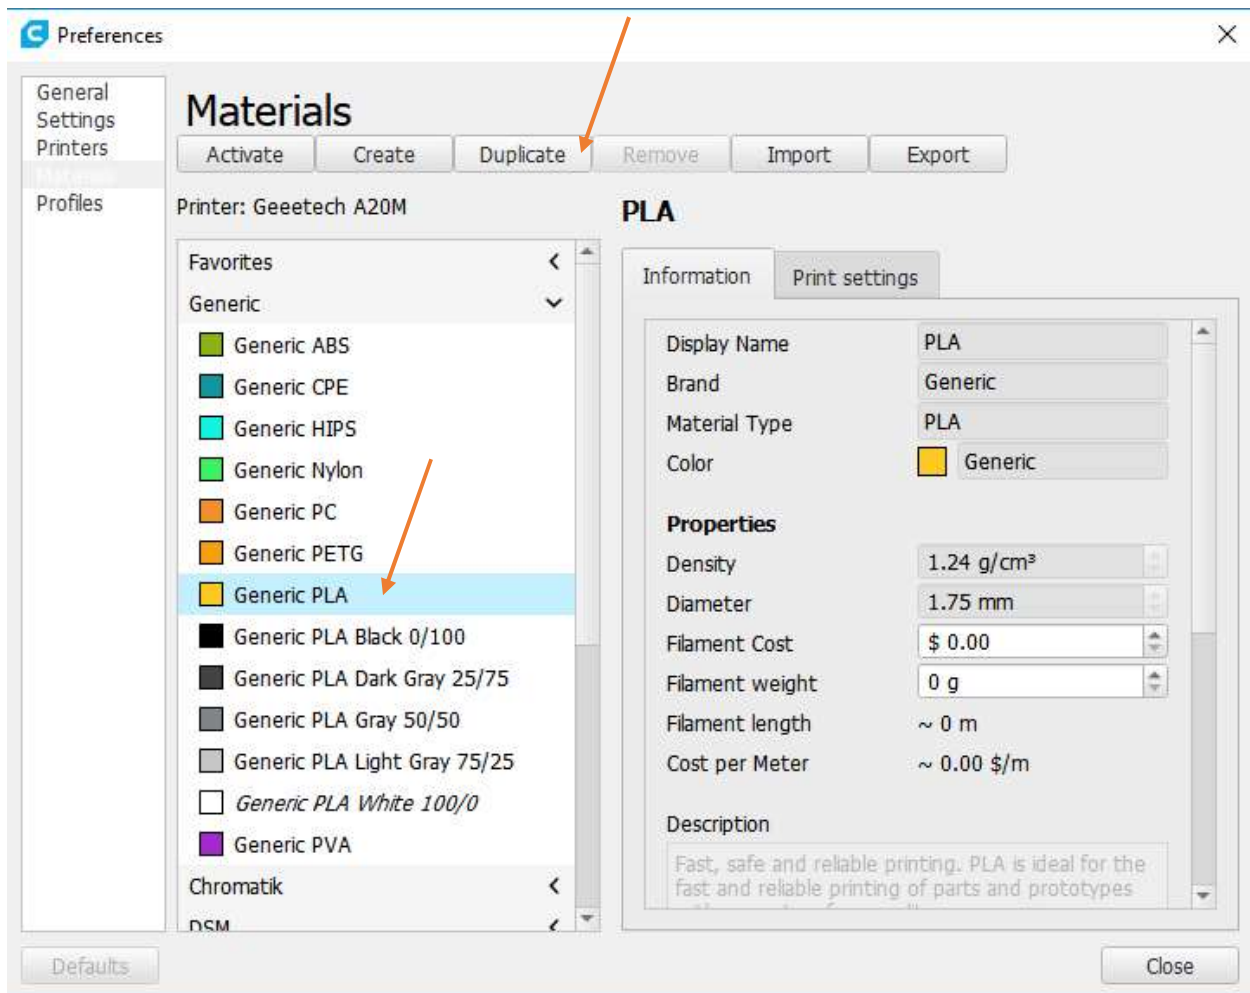 Preferences
General
Settings
Printers
Materials
Profiles
Materials
Activate Create Duplicate Remove Import Export
Printer: Geeetech A20M
Favorites
Generic
Generic ABS
Generic CPE
Generic HIPS
Generic Nylon
Generic PC
Generic PETG
Generic PLA
Generic PLA Black 0/100
Generic PLA Dark Gray 25/75
Generic PLA Gray 50/50
Generic PLA Light Gray 75/25
Generic PLA White 100/0
Generic PVA
Chromatik
DSM
PLA
Information Print settings
Display Name PLA
Brand Generic
Material Type PLA
Color Generic
Properties
Density 1.24 g/cm³
Diameter 1.75 mm
Filament Cost $ 0.00
Filament weight 0 g
Filament length ~ 0 m
Cost per Meter ~ 0.00 $/m
Description
Fast, safe and reliable printing. PLA is ideal for the
fast and reliable printing of parts and prototypes
Defaults Close